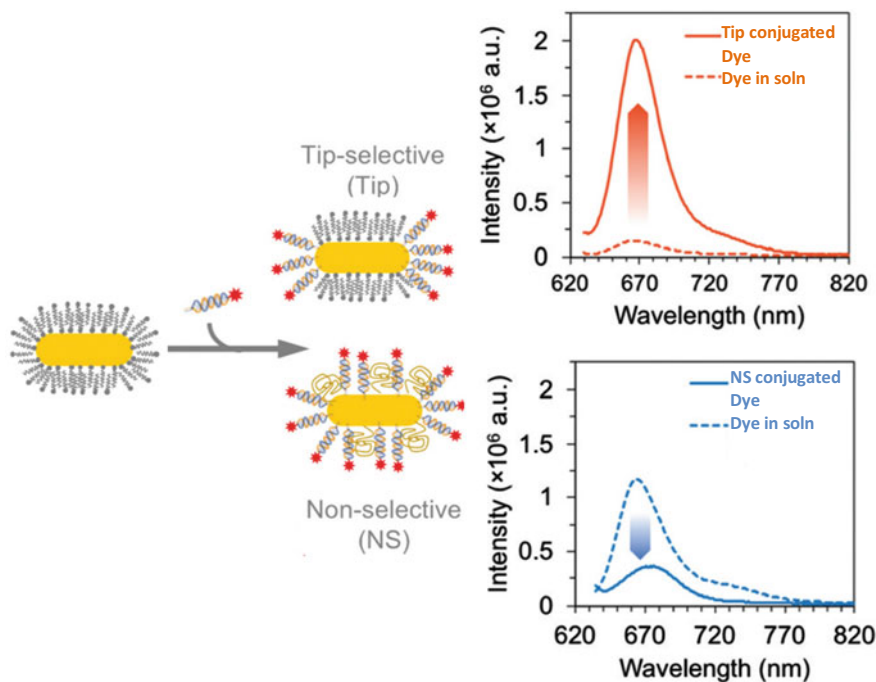 Tip-selective
(Tip)
Non-selective
(NS)
Intensity (×10⁶ a.u.)
2
1.5
1
0.5
0
620 670 720 770 820
Wavelength (nm)
Tip conjugated
Dye
Dye in soln
Intensity (×10⁶ a.u.)
2
1.5
1
0.5
0
620 670 720 770 820
Wavelength (nm)
NS conjugated
Dye
Dye in soln